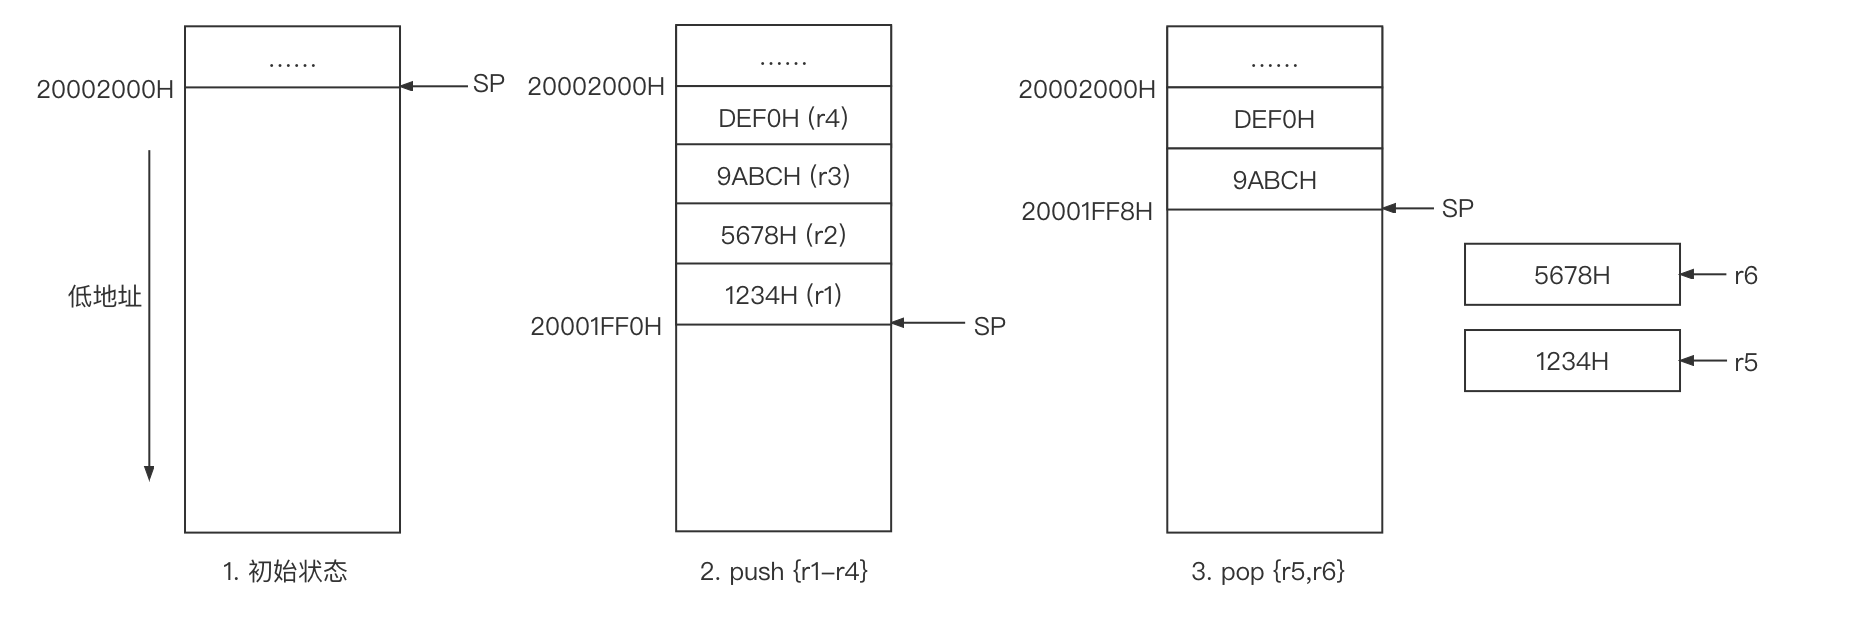 ……
20002000H
SP
低地址
1. 初始状态
……
20002000H
DEF0H (r4)
9ABCH (r3)
5678H (r2)
1234H (r1)
20001FF0H
SP
2. push {r1-r4}
……
20002000H
DEF0H
9ABCH
20001FF8H
SP
5678H
r6
1234H
r5
3. pop {r5,r6}